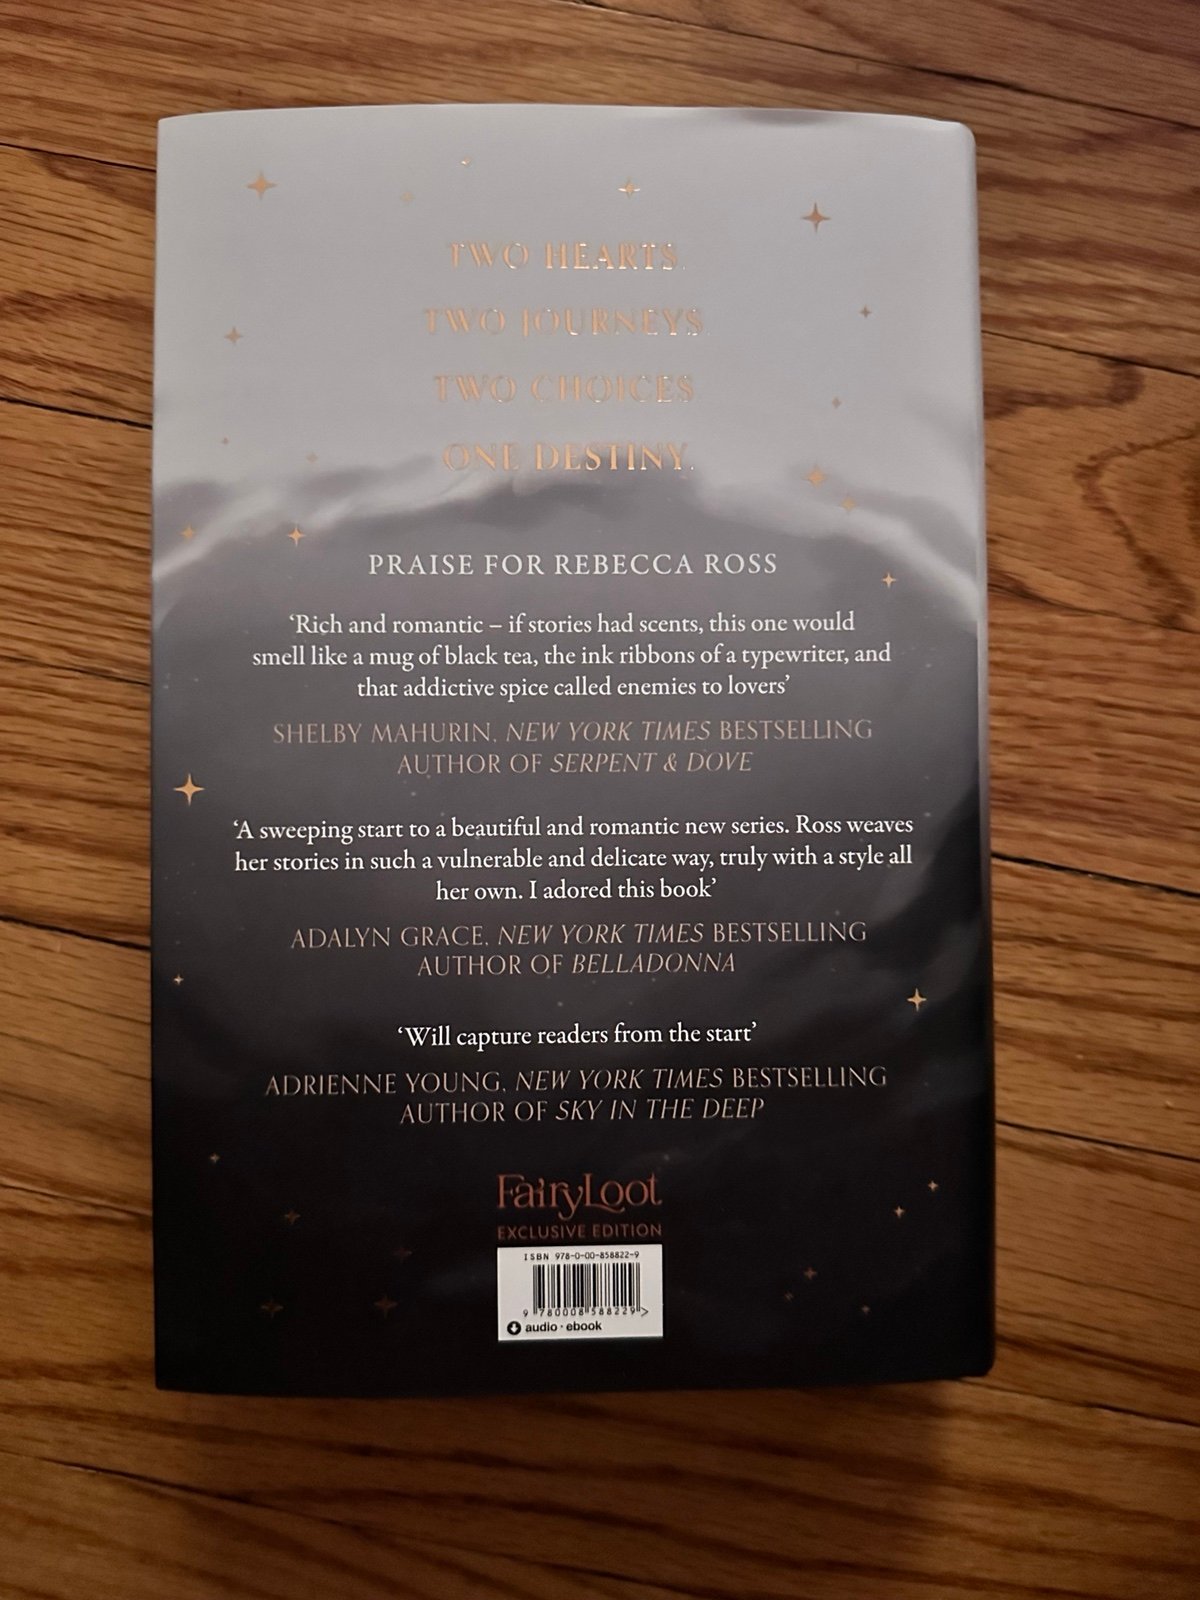 TWO HEARTS.
TWO JOURNEYS.
TWO CHOICES
ONE DESTINY.
PRAISE FOR REBECCA ROSS
‘Rich and romantic – if stories had scents, this one would
smell like a mug of black tea, the ink ribbons of a typewriter, and
that addictive spice called enemies to lovers’
SHELBY MAHURIN, NEW YORK TIMES BESTSELLING
AUTHOR OF SERPENT & DOVE
‘A sweeping start to a beautiful and romantic new series. Ross weaves
her stories in such a vulnerable and delicate way, truly with a style all
her own. I adored this book’
ADALYN GRACE, NEW YORK TIMES BESTSELLING
AUTHOR OF BELLADONNA
‘Will capture readers from the start’
ADRIENNE YOUNG, NEW YORK TIMES BESTSELLING
AUTHOR OF SKY IN THE DEEP
FairyLoot
EXCLUSIVE EDITION
ISBN 978-0-00-858822-9
9 780008 588229 >
audio · ebook